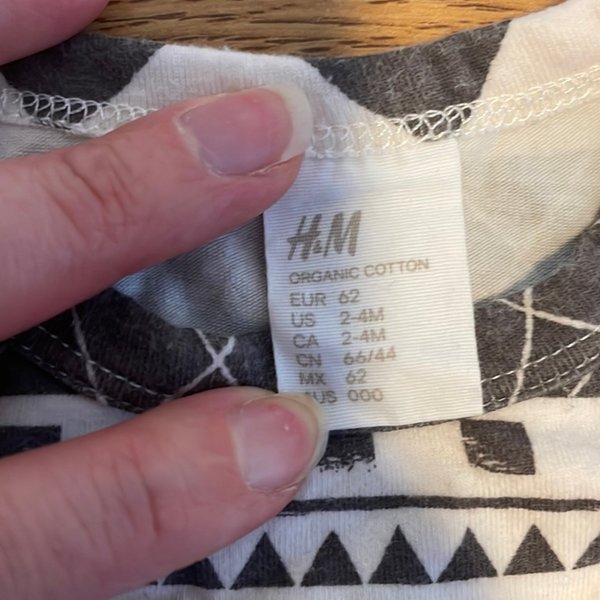 H&M
ORGANIC COTTON
EUR 62
US 2-4M
CA 2-4M
CN 66/44
MX 62
AUS 000